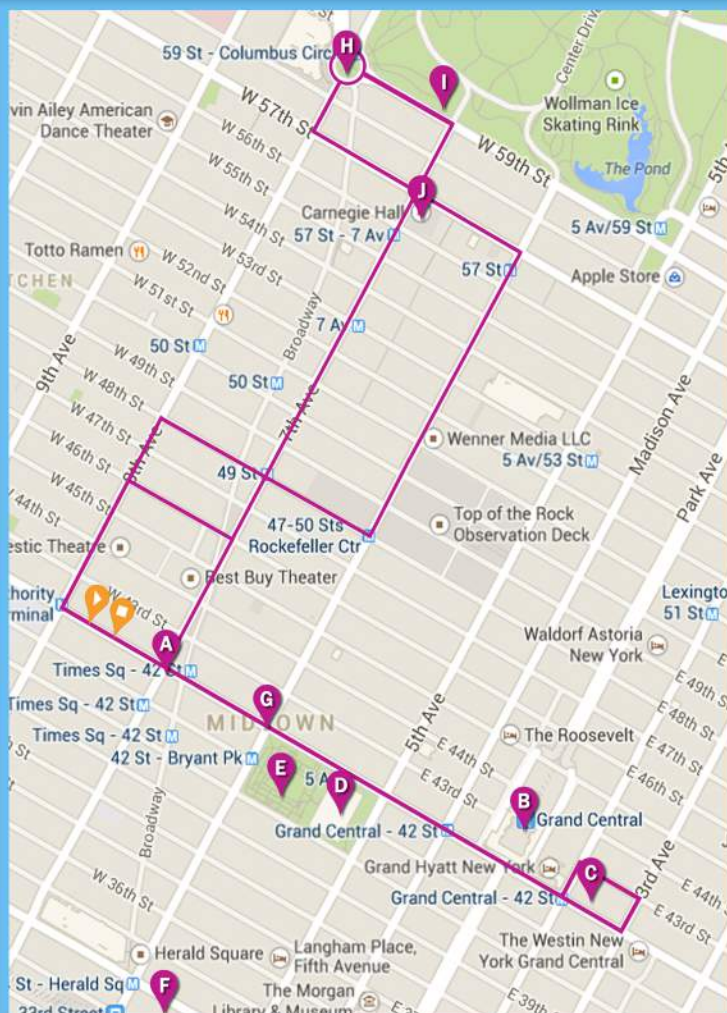 59 St - Columbus Circ
H
I
Center Driv
Wollman Ice
Skating Rink
vin Ailey American
Dance Theater
W 57th St
W 56th St
W 59th St
The Pond
5th
W 55th St
J
Carnegie Hall
57 St - 7 Av M
W 54th St
5 Av/59 St M
Totto Ramen
W 53rd St
57 St M
Apple Store
TCHEN
W 52nd St
W 51st St
Broadway
7 Av M
50 St M
9th Ave
W 49th St
50 St M
W 48th St
7th Ave
Madison Ave
W 47th St
8th Ave
Wenner Media LLC
5 Av/53 St M
W 46th St
49 St
Park Ave
W 45th St
44th St
47-50 Sts
Rockefeller Ctr
Top of the Rock
Observation Deck
estic Theatre
Best Buy Theater
thority
rminal
W 43rd St
Lexingto
51 St M
A
Waldorf Astoria
New York
Times Sq - 42 St M
E 49th S
Times Sq - 42 St M
G
E 48th St
MIDTOWN
5th Ave
Times Sq - 42 St M
The Roosevelt
42 St - Bryant Pk M
E 44th St
E 47th St
E
5 A
D
E 43rd St
E 46th St
B
Grand Central
Grand Central - 42 St
Broadway
Grand Hyatt New York
C
3rd Ave
W 36th St
Grand Central - 42 St
E 44th
E 43rd St
The Westin New
York Grand Central
Herald Square
Langham Place,
Fifth Avenue
St - Herald Sq M
F
The Morgan
Library & Museum
E 39th St
33rd Street